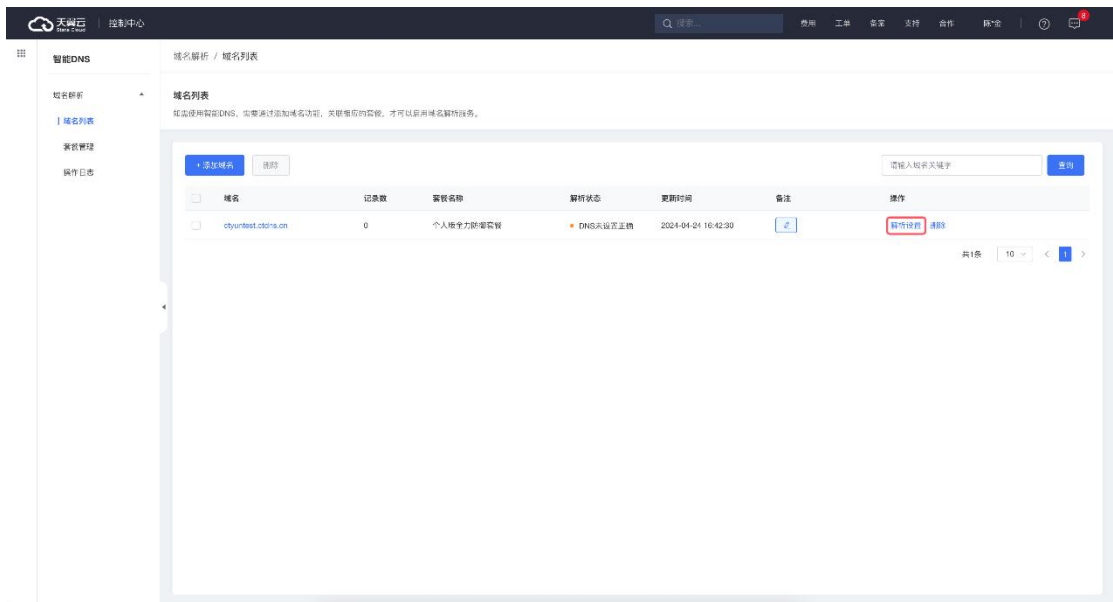 天翼云 控制中心 搜索... 费用 工单 备案 支持 合作 陈*金 8
State Cloud
智能DNS
域名解析 / 域名列表
域名解析
域名列表
套餐管理
操作日志
域名列表
如需使用智能DNS，需要通过添加域名功能，关联相应的套餐，才可以启用域名解析服务。
+ 添加域名 删除 请输入域名关键字 查询
域名 记录数 套餐名称 解析状态 更新时间 备注 操作
ctyuntest.ctdns.cn 0 个人版全力防御套餐 DNS未设置正确 2024-04-24 16:42:30 解析设置 删除
共1条 10 1